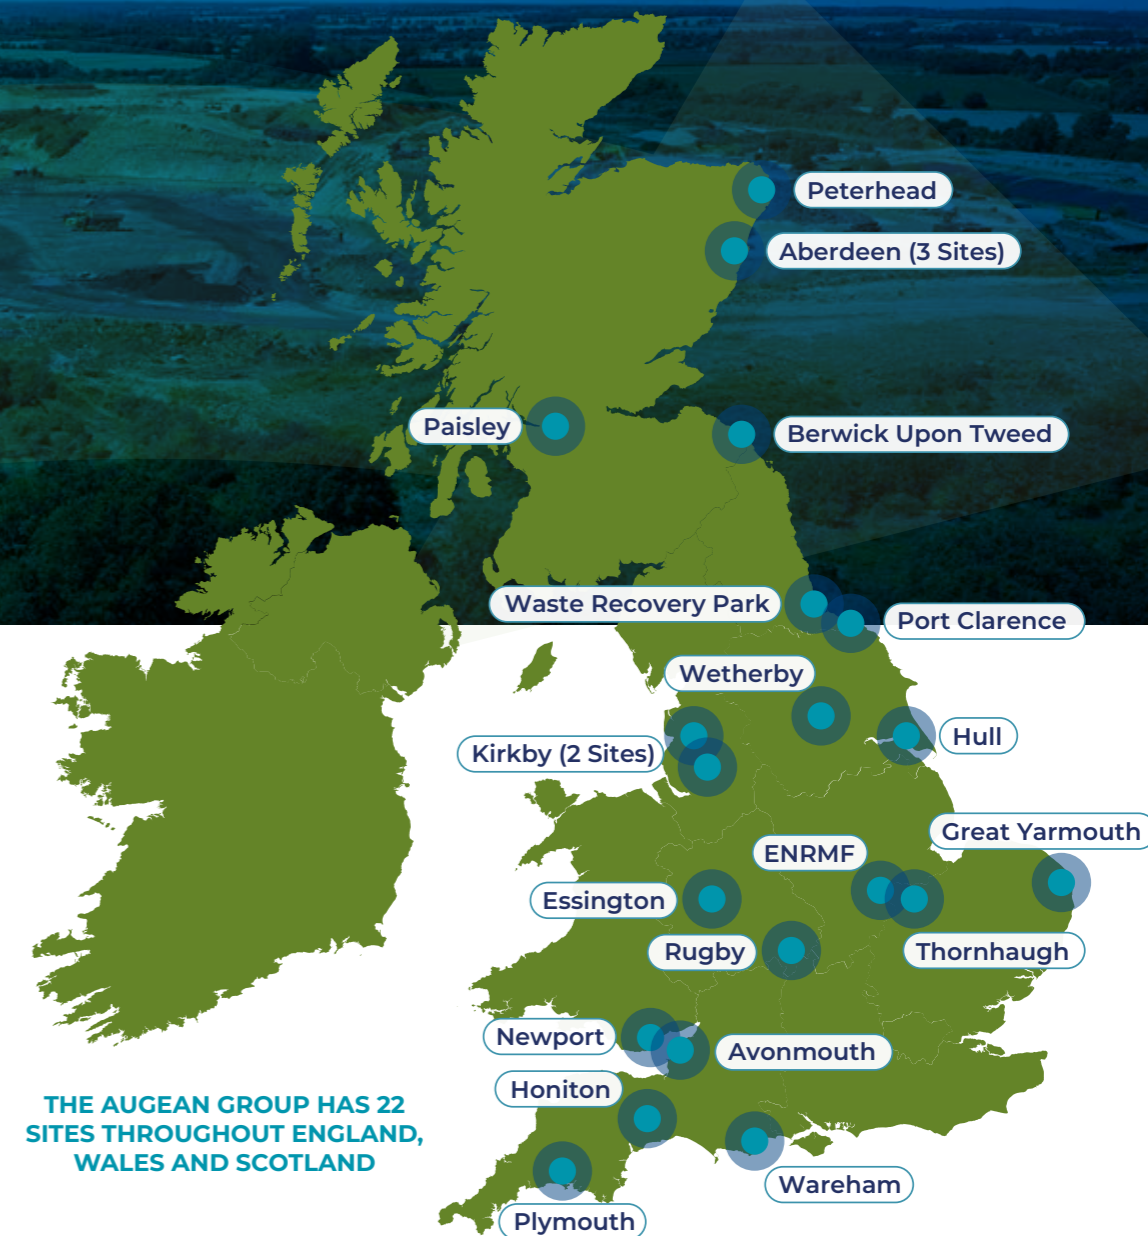 Peterhead
Aberdeen (3 Sites)
Paisley
Berwick Upon Tweed
Waste Recovery Park
Port Clarence
Wetherby
Hull
Kirkby (2 Sites)
Great Yarmouth
ENRMF
Essington
Rugby
Thornhaugh
Newport
Avonmouth
Honiton
THE AUGEAN GROUP HAS 22
SITES THROUGHOUT ENGLAND,
WALES AND SCOTLAND
Wareham
Plymouth